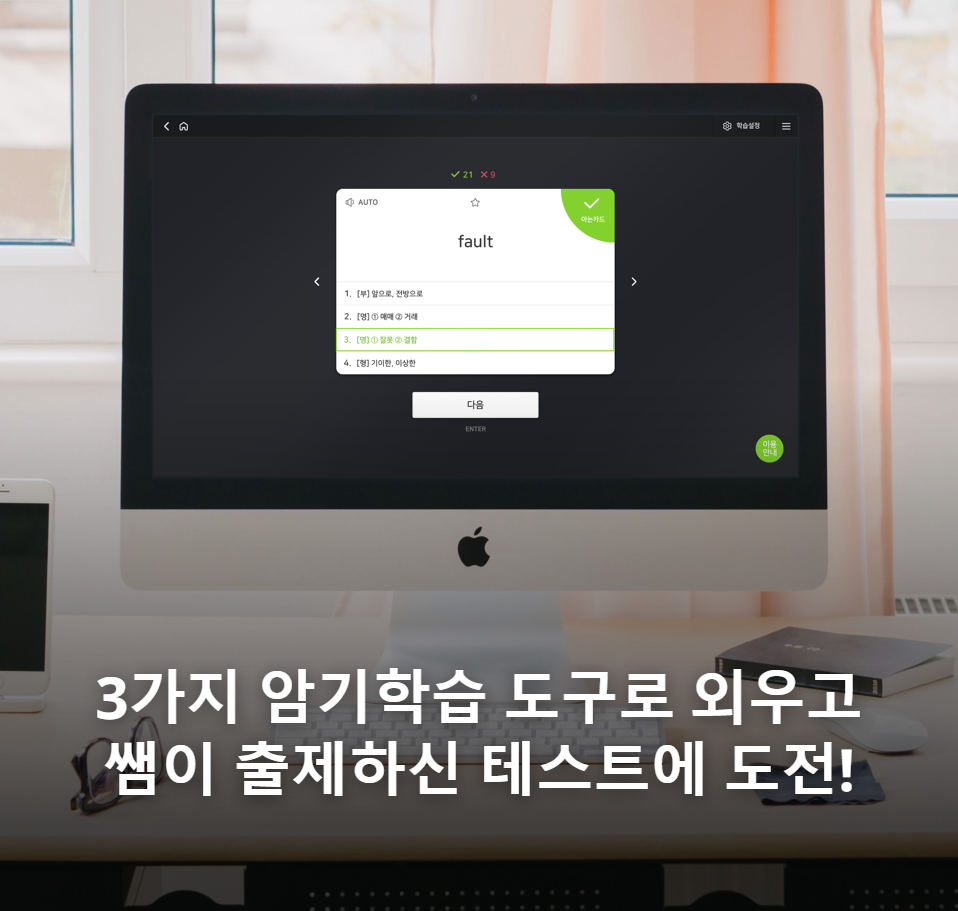 학습설정
21 9
AUTO
아는카드
fault
1. [부] 앞으로, 전방으로
2. [명] ① 매매 ② 거래
3. [명] ① 잘못 ② 결함
4. [형] 기이한, 이상한
다음
ENTER
이용
안내
3가지 암기학습 도구로 외우고
쌤이 출제하신 테스트에 도전!